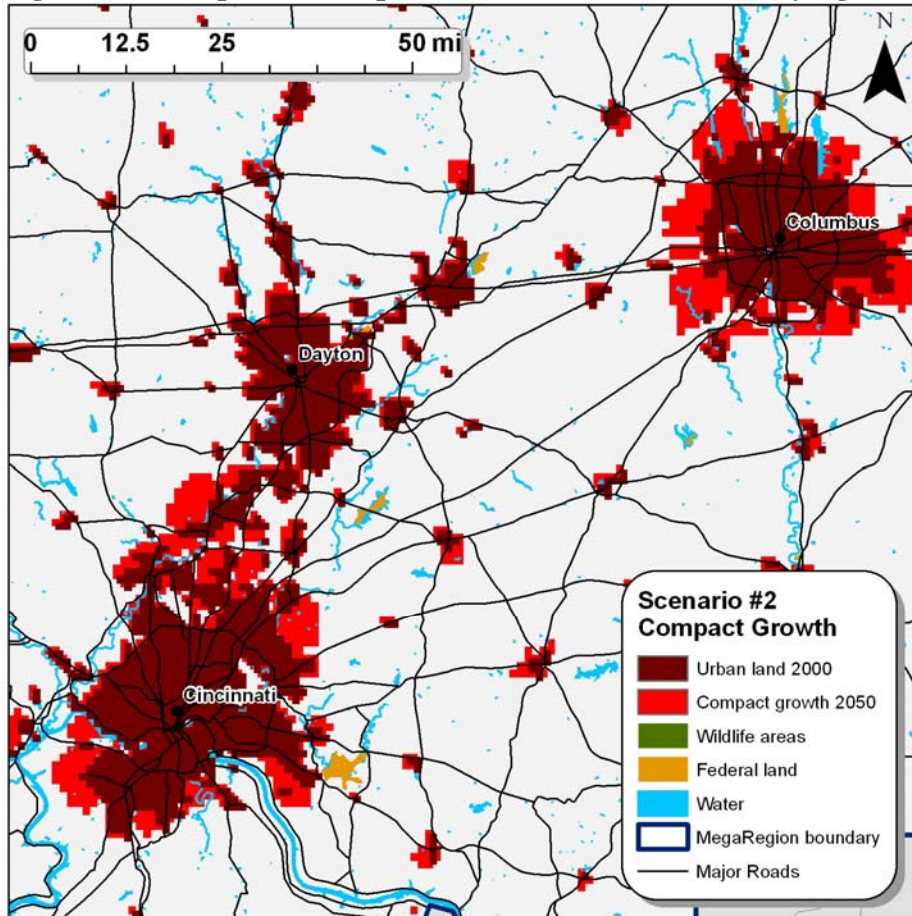 0 12.5 25 50 mi
N
Columbus
Dayton
Cincinnati
Scenario #2
Compact Growth
Urban land 2000
Compact growth 2050
Wildlife areas
Federal land
Water
MegaRegion boundary
Major Roads